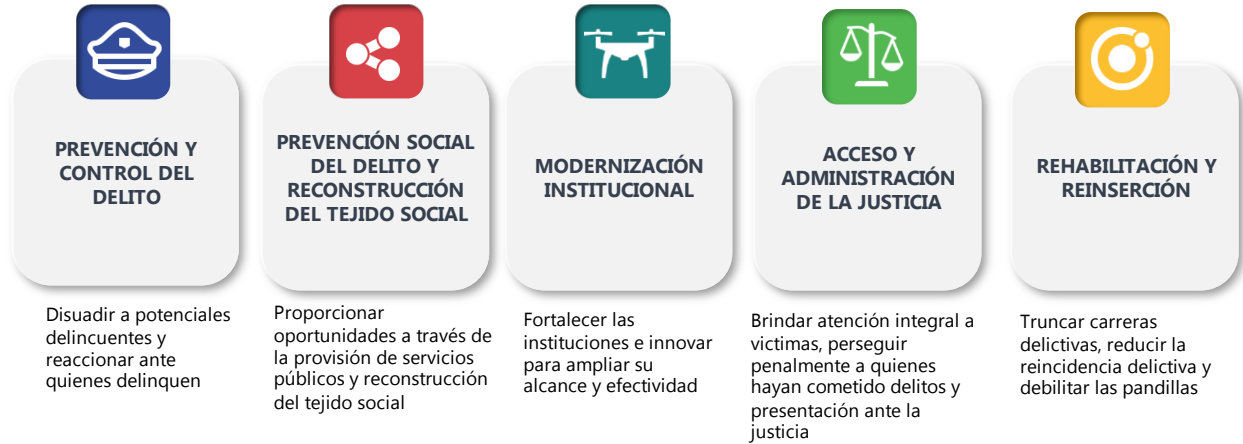 PREVENCIÓN Y
CONTROL DEL
DELITO
PREVENCIÓN SOCIAL
DEL DELITO Y
RECONSTRUCCIÓN
DEL TEJIDO SOCIAL
MODERNIZACIÓN
INSTITUCIONAL
ACCESO Y
ADMINISTRACIÓN
DE LA JUSTICIA
REHABILITACIÓN Y
REINSERCIÓN
Disuadir a potenciales
delincuentes y
reaccionar ante
quienes delinquen
Proporcionar
oportunidades a través de
la provisión de servicios
públicos y reconstrucción
del tejido social
Fortalecer las
instituciones e innovar
para ampliar su
alcance y efectividad
Brindar atención integral a
victimas, perseguir
penalmente a quienes
hayan cometido delitos y
presentación ante la
justicia
Truncar carreras
delictivas, reducir la
reincidencia delictiva y
debilitar las pandillas